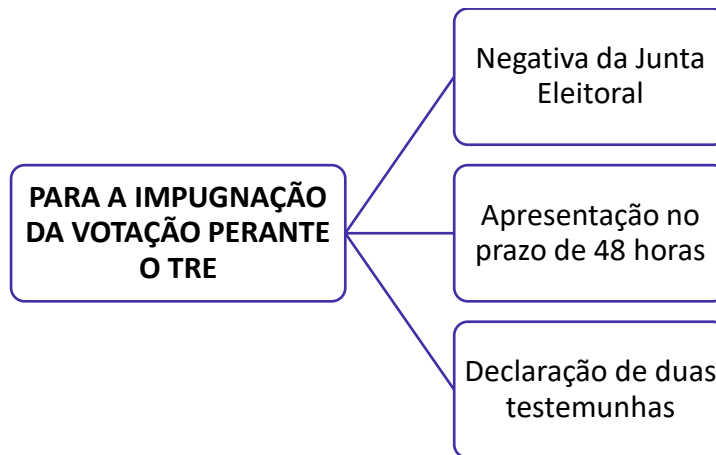 PARA A IMPUGNAÇÃO
DA VOTAÇÃO PERANTE
O TRE
Negativa da Junta
Eleitoral
Apresentação no
prazo de 48 horas
Declaração de duas
testemunhas